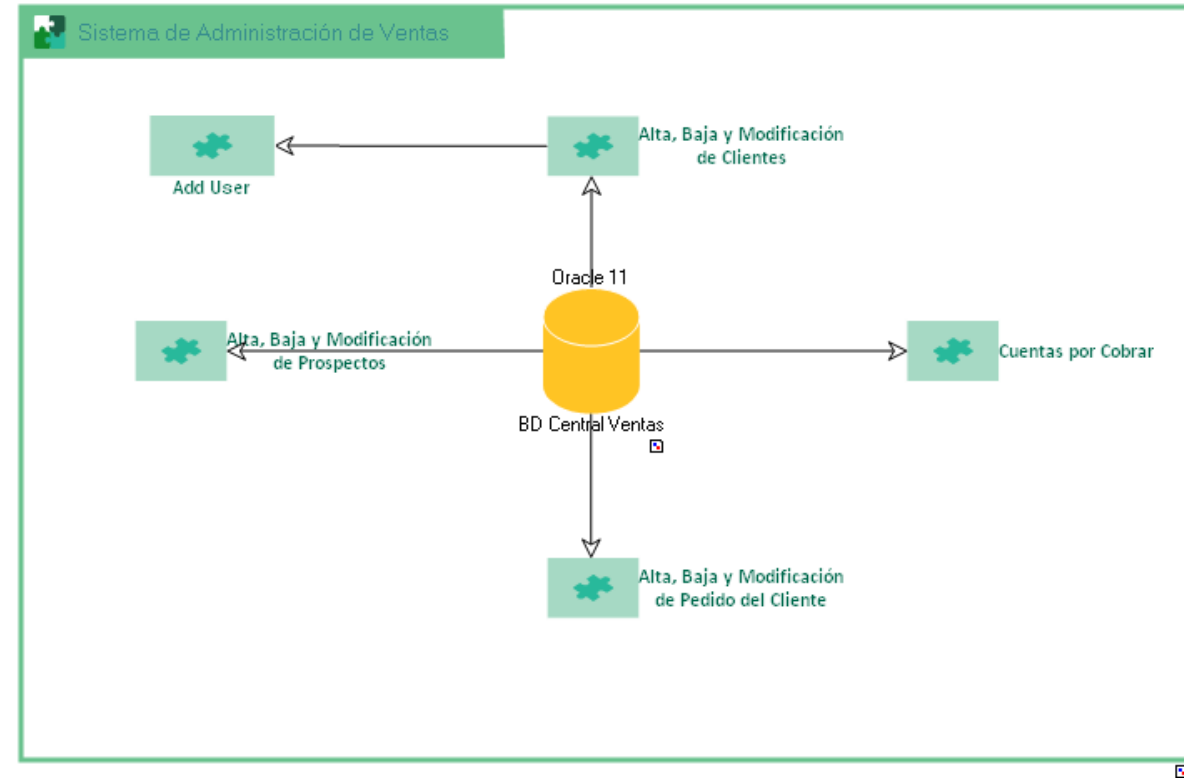 Sistema de Administración de Ventas
Alta, Baja y Modificación
de Clientes
Add User
Oracle 11
Alta, Baja y Modificación
de Prospectos
Cuentas por Cobrar
BD Central Ventas
Alta, Baja y Modificación
de Pedido del Cliente